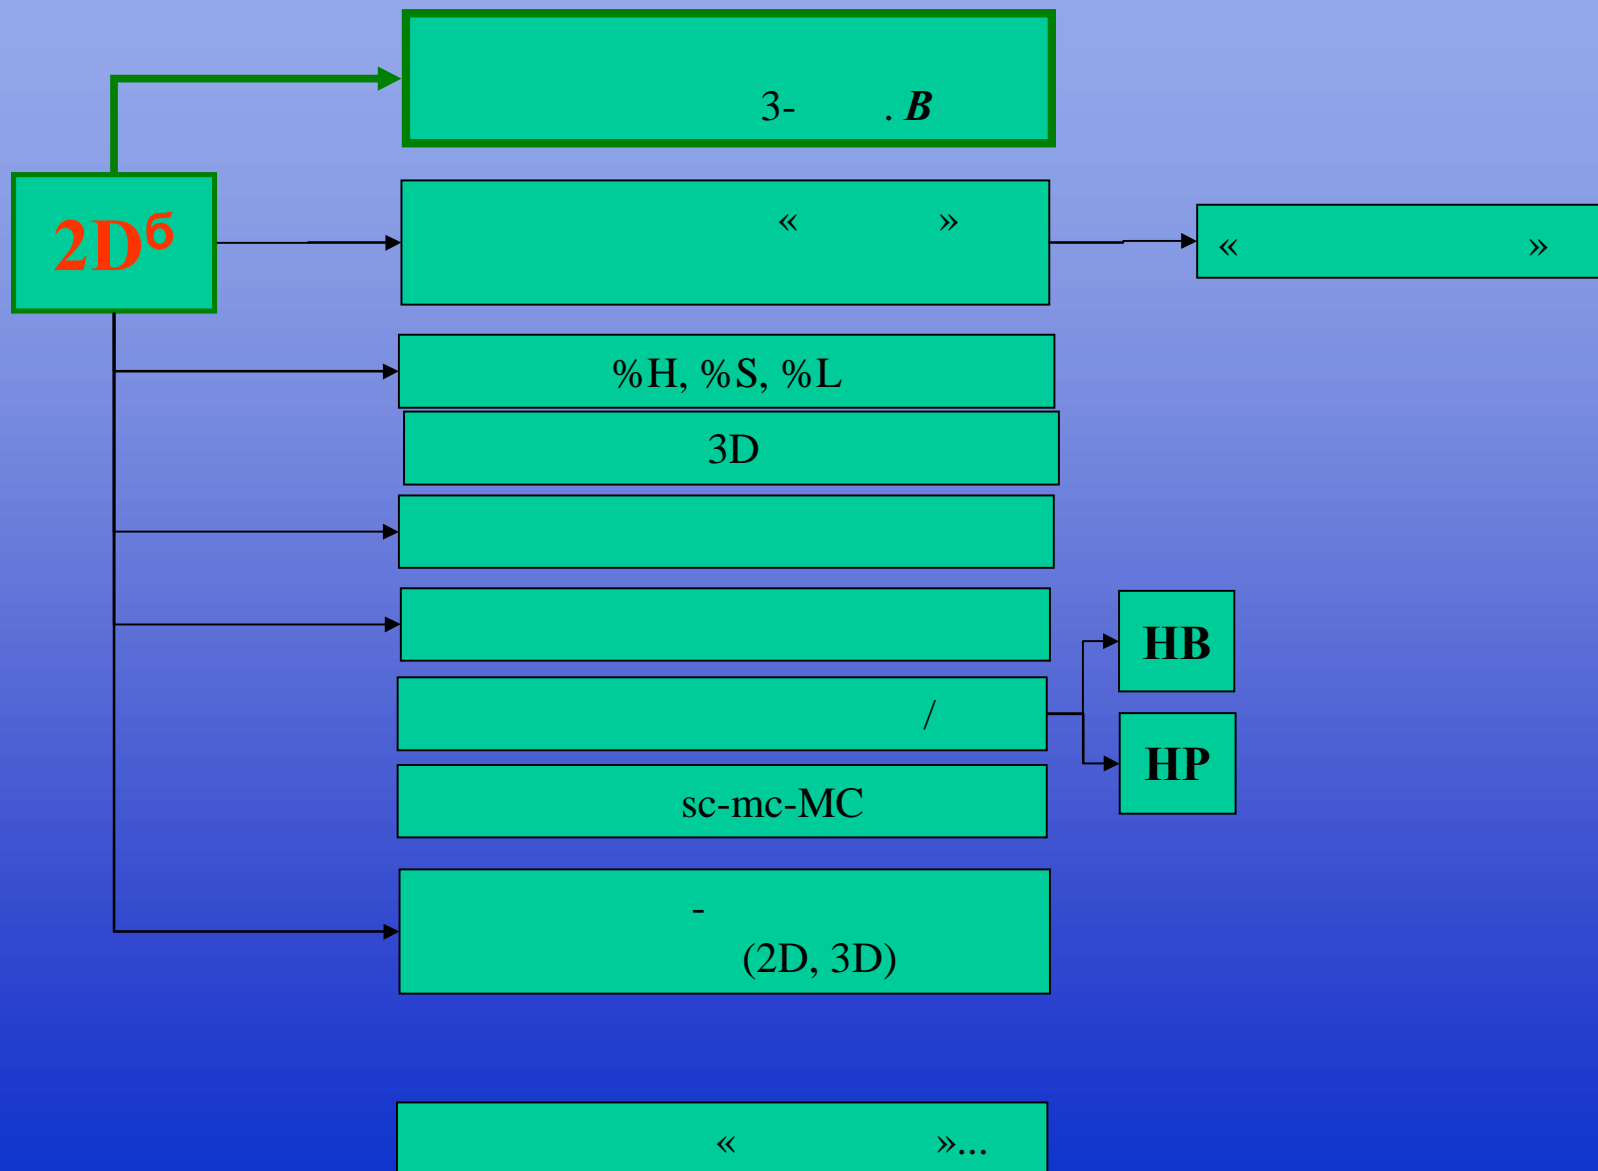 3- . B
2Dб
« »
« »
%H, %S, %L
3D
HB
/
HP
sc-mc-MC
-
(2D, 3D)
« »...